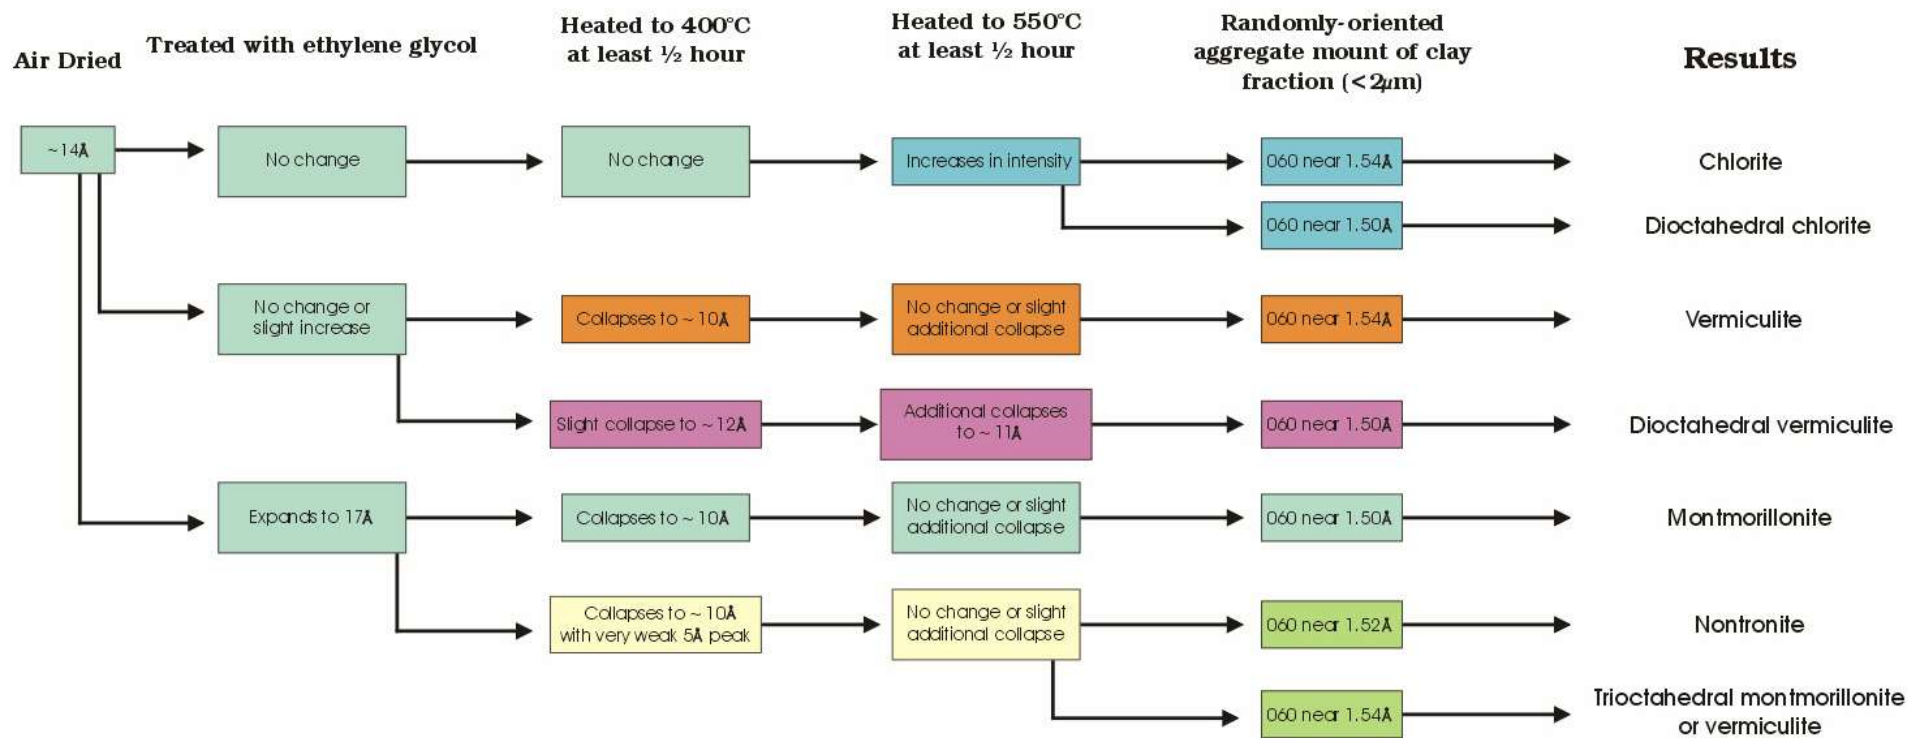 Air Dried
Treated with ethylene glycol
Heated to 400°C
at least ½ hour
Heated to 550°C
at least ½ hour
Randomly-oriented
aggregate mount of clay
fraction (<2µm)
Results
~14Å
No change
No change
Increases in intensity
060 near 1.54Å
Chlorite
060 near 1.50Å
Dioctahedral chlorite
No change or
slight increase
Collapses to ~10Å
No change or slight
additional collapse
060 near 1.54Å
Vermiculite
Slight collapse to ~12Å
Additional collapses
to ~11Å
060 near 1.50Å
Dioctahedral vermiculite
Expands to 17Å
Collapses to ~10Å
No change or slight
additional collapse
060 near 1.50Å
Montmorillonite
Collapses to ~10Å
with very weak 5Å peak
No change or slight
additional collapse
060 near 1.52Å
Nontronite
060 near 1.54Å
Trioctahedral montmorillonite
or vermiculite